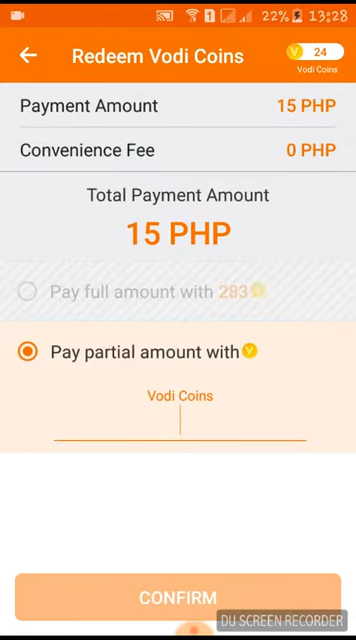 1 22% 13:28
Redeem Vodi Coins
V 24
Vodi Coins
Payment Amount 15 PHP
Convenience Fee 0 PHP
Total Payment Amount
15 PHP
Pay full amount with 283 V
Pay partial amount with V
Vodi Coins
CONFIRM
DU SCREEN RECORDER